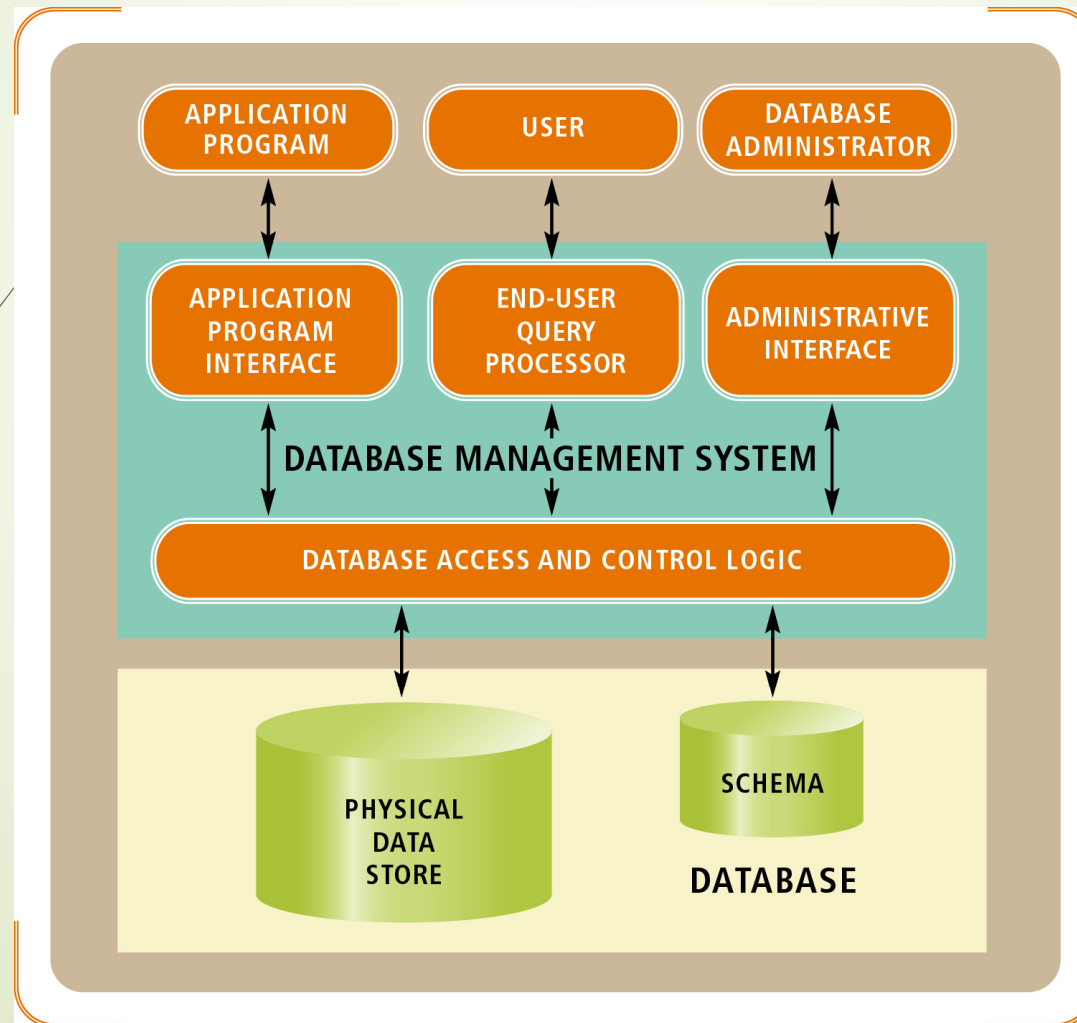 APPLICATION
PROGRAM
USER
DATABASE
ADMINISTRATOR
APPLICATION
PROGRAM
INTERFACE
END-USER
QUERY
PROCESSOR
ADMINISTRATIVE
INTERFACE
DATABASE MANAGEMENT SYSTEM
DATABASE ACCESS AND CONTROL LOGIC
PHYSICAL
DATA
STORE
SCHEMA
DATABASE